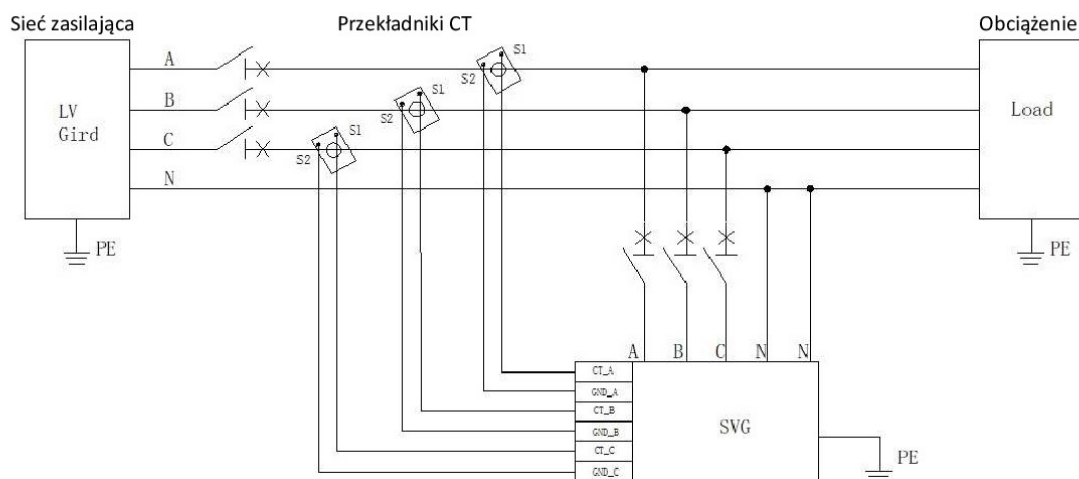 Sieć zasilająca
Przekładniki CT
Obciążenie
A
S1
S2
B
S1
S2
LV
Gird
Load
C
S1
S2
N
PE
PE
A B C N N
CT_A
GND_A
CT_B
GND_B
SVG
CT_C
PE
GND_C